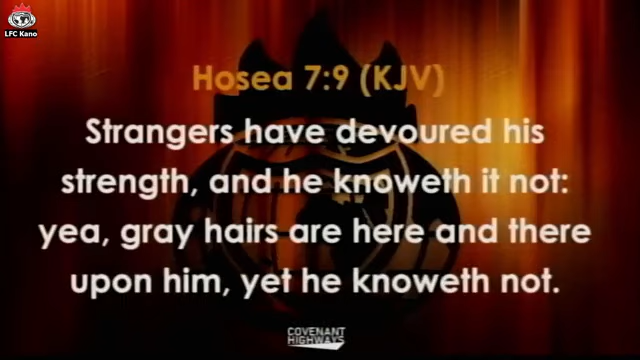 LFC Kano
Hosea 7:9 (KJV)
Strangers have devoured his
strength, and he knoweth it not:
yea, gray hairs are here and there
upon him, yet he knoweth not.
COVENANT
HIGHWAYS